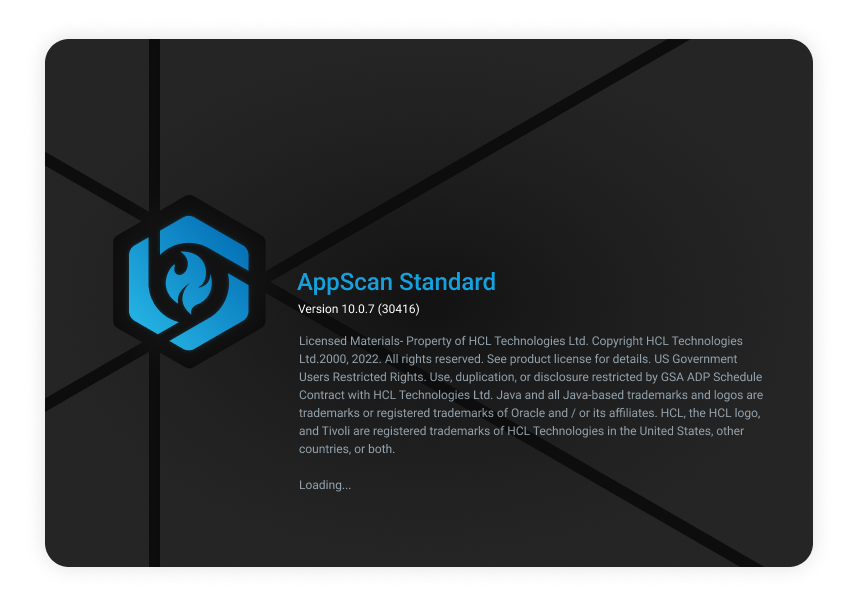 AppScan Standard
Version 10.0.7 (30416)
Licensed Materials- Property of HCL Technologies Ltd. Copyright HCL Technologies
Ltd.2000, 2022. All rights reserved. See product license for details. US Government
Users Restricted Rights. Use, duplication, or disclosure restricted by GSA ADP Schedule
Contract with HCL Technologies Ltd. Java and all Java-based trademarks and logos are
trademarks or registered trademarks of Oracle and / or its affiliates. HCL, the HCL logo,
and Tivoli are registered trademarks of HCL Technologies in the United States, other
countries, or both.
Loading...